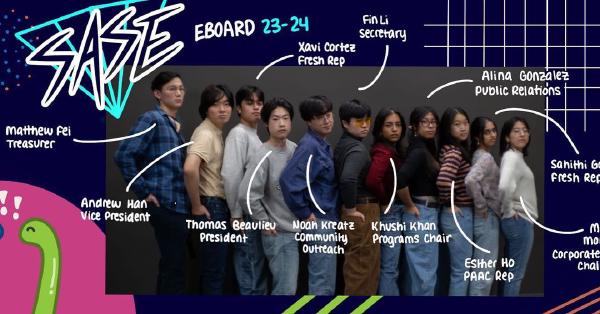 SASE
EBOARD 23-24
Fin Li
Secretary
Xavi Cortez
Fresh Rep
Alina Gonzalez
Public Relations
Matthew Fei
Treasurer
Sahithi
Fresh Rep
Andrew Han
Vice President
Thomas Beaulieu
President
Noah Kreatz
Community
Outreach
Khushi Khan
Programs Chair
Esther Ho
PAAC Rep
Corporate
!!